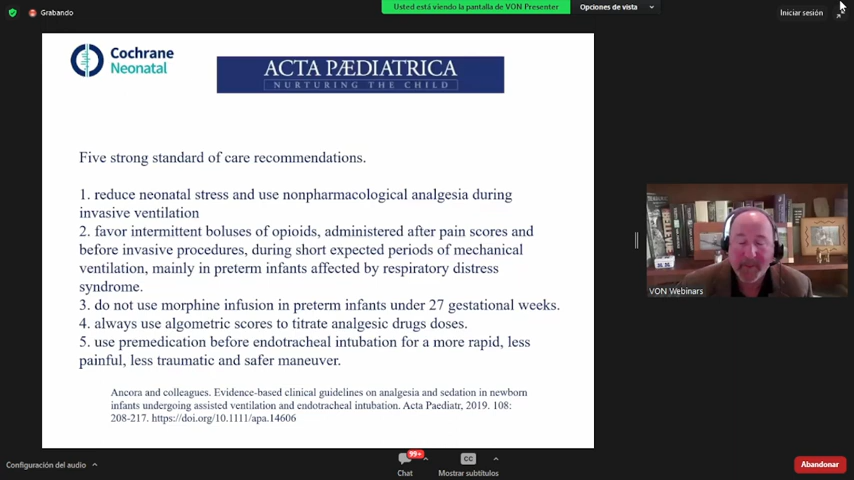 Usted está viendo la pantalla de VON Presenter
Opciones de vista
Grabando
Iniciar sesión
Cochrane
Neonatal
ACTA PÆDIATRICA
NURTURING THE CHILD
Five strong standard of care recommendations.
1. reduce neonatal stress and use nonpharmacological analgesia during
invasive ventilation
2. favor intermittent boluses of opioids, administered after pain scores and
before invasive procedures, during short expected periods of mechanical
ventilation, mainly in preterm infants affected by respiratory distress
syndrome.
3. do not use morphine infusion in preterm infants under 27 gestational weeks.
4. always use algometric scores to titrate analgesic drugs doses.
5. use premedication before endotracheal intubation for a more rapid, less
painful, less traumatic and safer maneuver.
Ancora and colleagues. Evidence-based clinical guidelines on analgesia and sedation in newborn
infants undergoing assisted ventilation and endotracheal intubation. Acta Paediatr, 2019. 108:
208-217. https://doi.org/10.1111/apa.14606
VON Webinars
Configuración del audio
99+
Chat
CC
Mostrar subtítulos
Abandonar